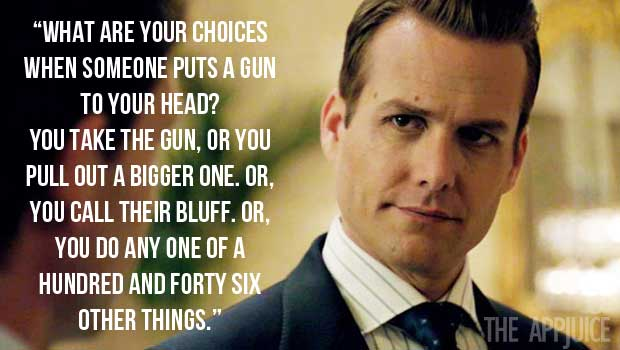 “WHAT ARE YOUR CHOICES
WHEN SOMEONE PUTS A GUN
TO YOUR HEAD?
YOU TAKE THE GUN, OR YOU
PULL OUT A BIGGER ONE. OR,
YOU CALL THEIR BLUFF. OR,
YOU DO ANY ONE OF A
HUNDRED AND FORTY SIX
OTHER THINGS.”
THE APPJUICE